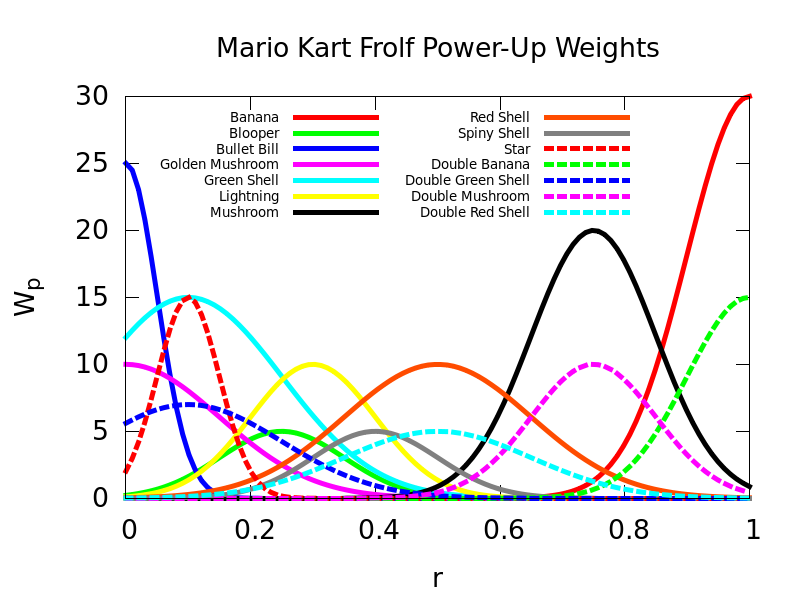 Mario Kart Frolf Power-Up Weights
30
25
20
15
10
5
0
Wp
Banana
Blooper
Bullet Bill
Golden Mushroom
Green Shell
Lightning
Mushroom
Red Shell
Spiny Shell
Star
Double Banana
Double Green Shell
Double Mushroom
Double Red Shell
0 0.2 0.4 0.6 0.8 1
r